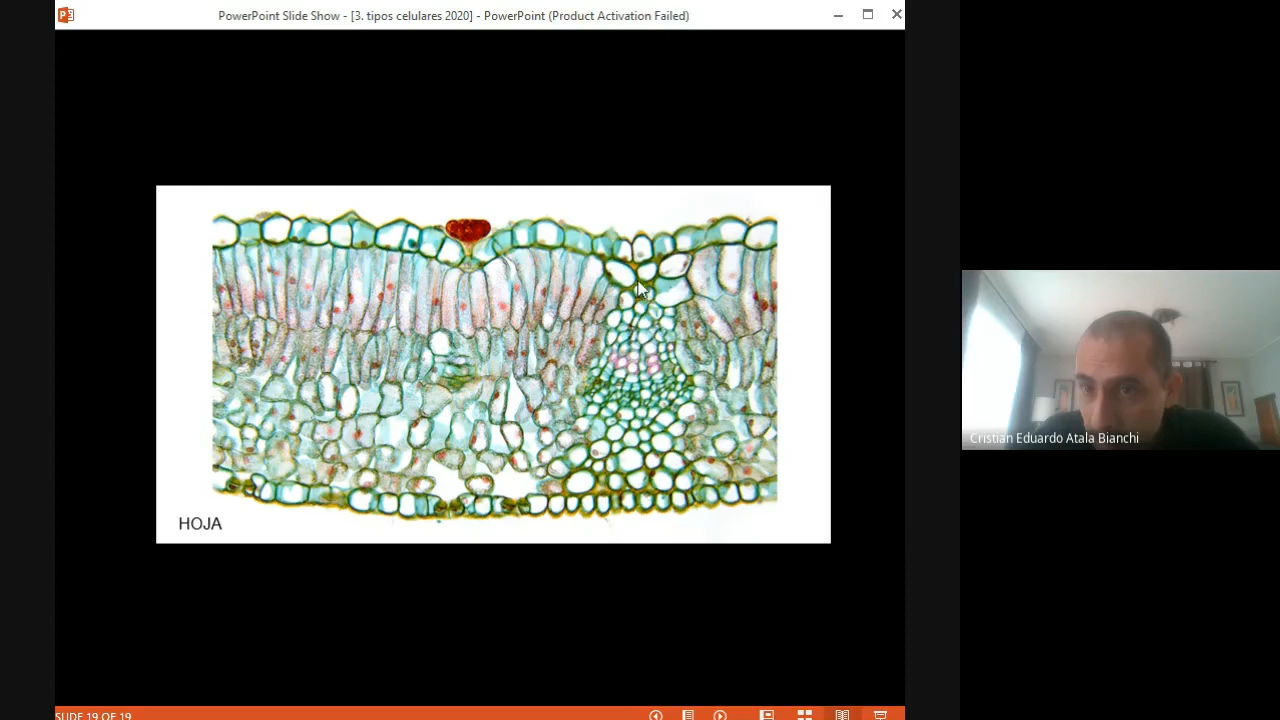 PowerPoint Slide Show - [3. tipos celulares 2020] - PowerPoint (Product Activation Failed)
HOJA
Cristian Eduardo Atala Bianchi
SLIDE 19 OF 19